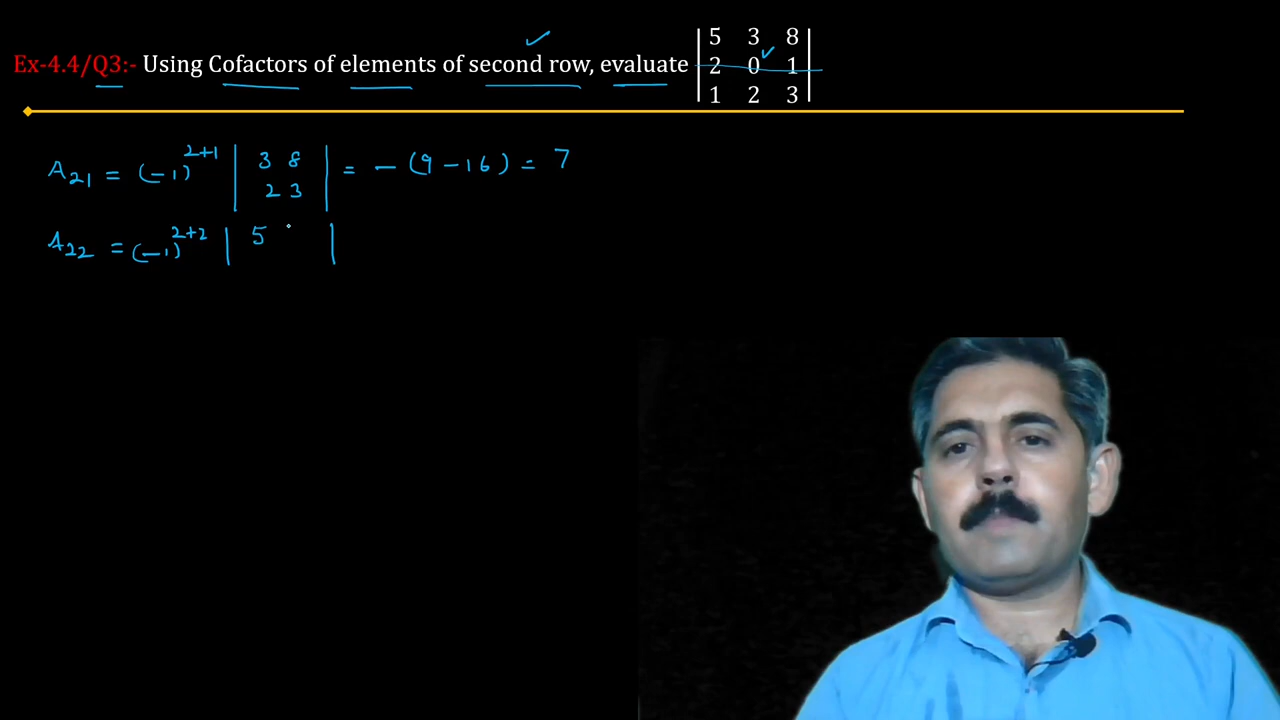 Ex-4.4/Q3:- Using Cofactors of elements of second row, evaluate
|5 3 8|
|2 0 1|
|1 2 3|
A₂₁ = (−1)²⁺¹ |3 8| = −(9−16) = 7
|2 3|
A₂₂ = (−1)²⁺² |5 |